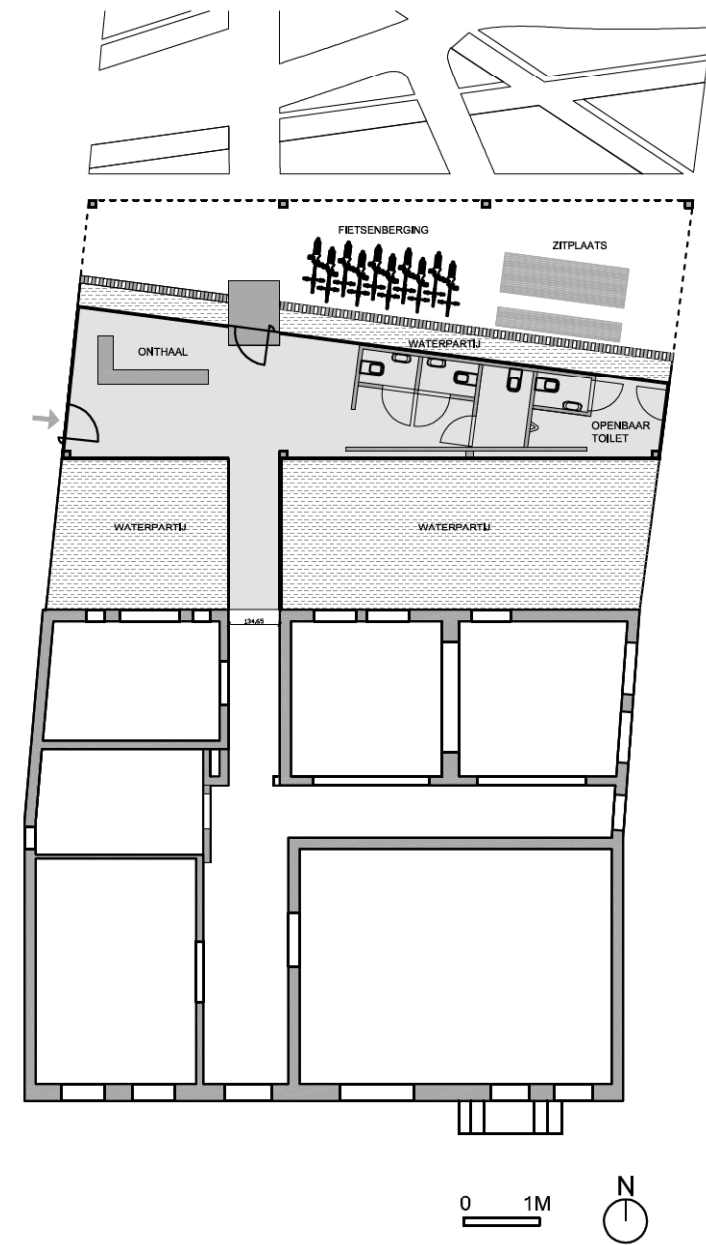 FIETSENBERGING
ZITPLAATS
WATERPARTIJ
ONTHAAL
OPENBAAR
TOILET
WATERPARTIJ
WATERPARTIJ
134,65
0 1M
N